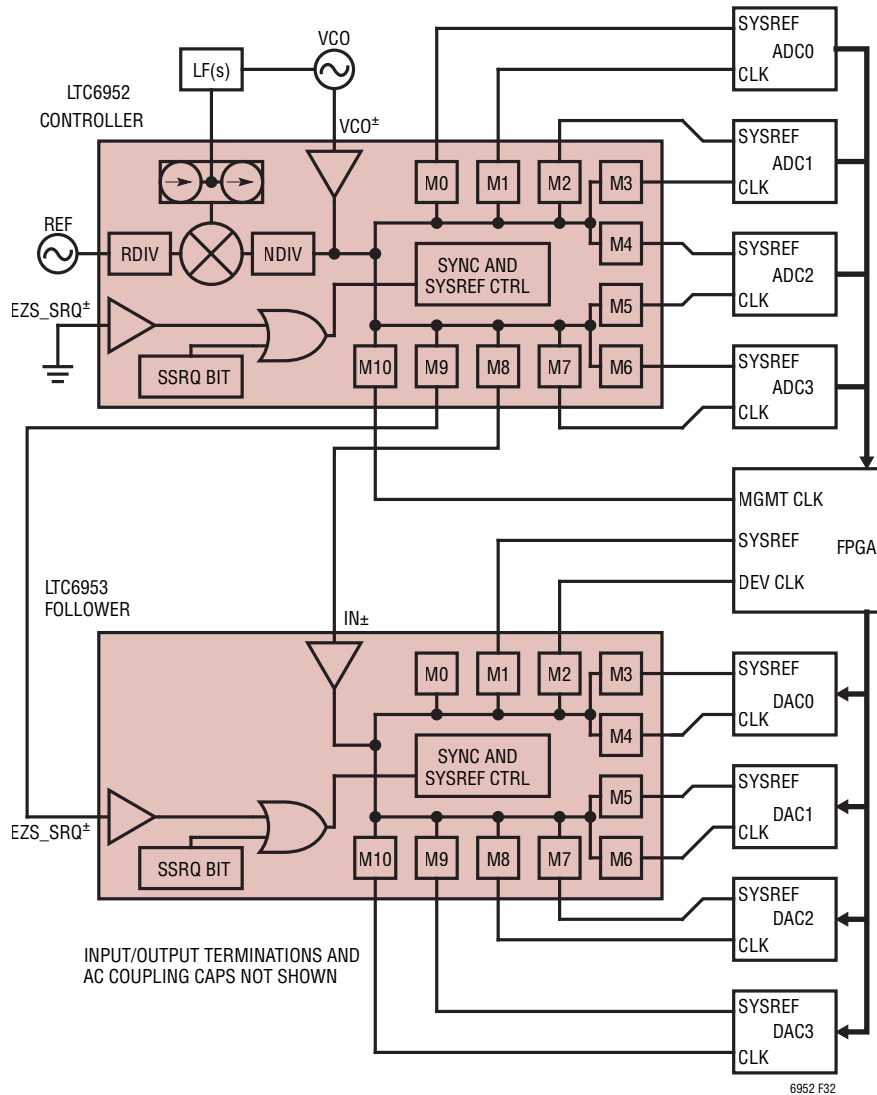 SYSREF
ADC0
CLK
VCO
LF(s)
LTC6952
CONTROLLER
VCO±
SYSREF
ADC1
CLK
M0
M1
M2
M3
REF
RDIV
NDIV
M4
SYNC AND
SYSREF CTRL
SYSREF
ADC2
CLK
EZS_SRQ±
M5
SSRQ BIT
M10
M9
M8
M7
M6
SYSREF
ADC3
CLK
MGMT CLK
SYSREF
FPGA
DEV CLK
LTC6953
FOLLOWER
IN±
M0
M1
M2
M3
M4
SYSREF
DAC0
CLK
SYNC AND
SYSREF CTRL
EZS_SRQ±
M5
SSRQ BIT
M10
M9
M8
M7
M6
SYSREF
DAC1
CLK
SYSREF
DAC2
CLK
INPUT/OUTPUT TERMINATIONS AND
AC COUPLING CAPS NOT SHOWN
SYSREF
DAC3
CLK
6952 F32